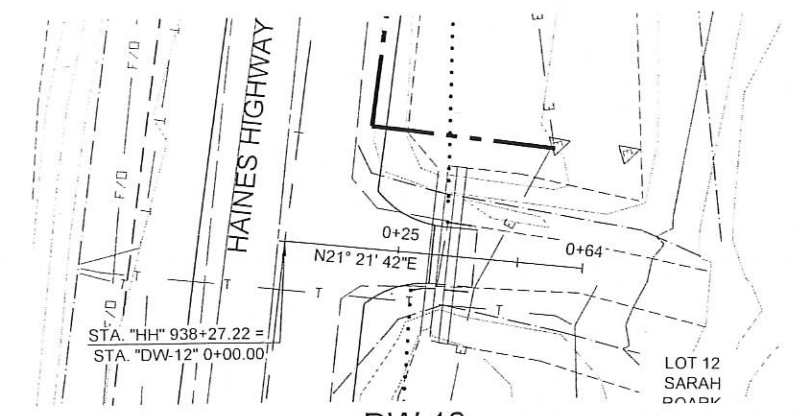 HAINES HIGHWAY
F/O
F/O
F/O
E
E
E
E
0+25
0+64
N21° 21' 42"E
T
T
T
T
T
T
STA. "HH" 938+27.22 =
STA. "DW-12" 0+00.00
LOT 12
SARAH
ROARK